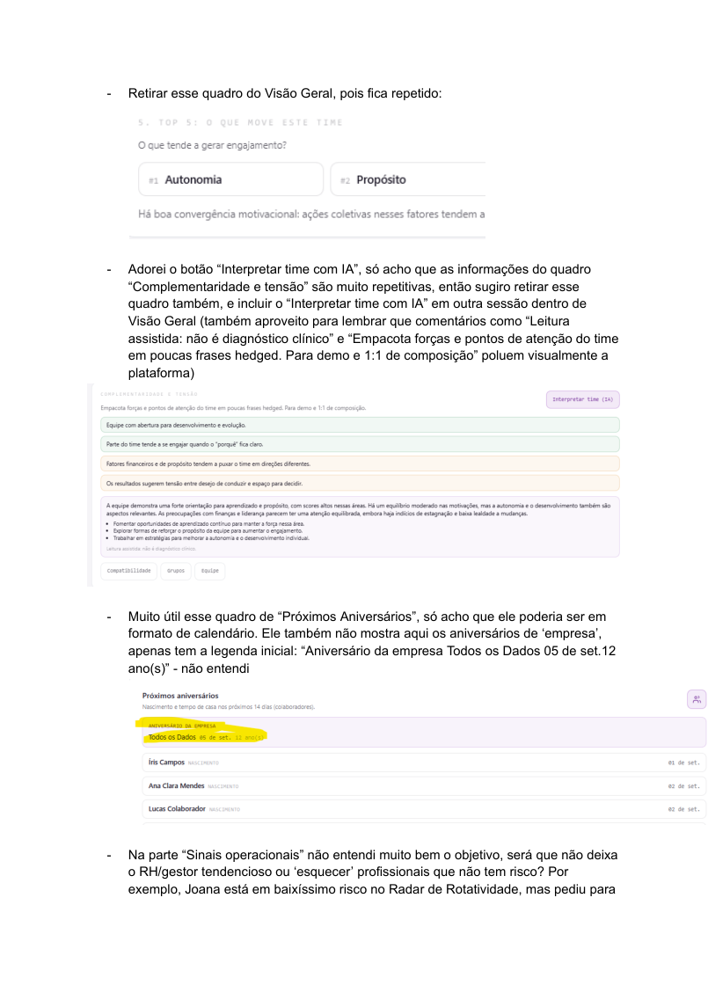 - Retirar esse quadro do Visão Geral, pois fica repetido:
5. TOP 5: O QUE MOVE ESTE TIME
O que tende a gerar engajamento?
#1 Autonomia
#2 Propósito
Há boa convergência motivacional: ações coletivas nesses fatores tendem a
- Adorei o botão “Interpretar time com IA”, só acho que as informações do quadro
“Complementaridade e tensão” são muito repetitivas, então sugiro retirar esse
quadro também, e incluir o “Interpretar time com IA” em outra sessão dentro de
Visão Geral (também aproveito para lembrar que comentários como “Leitura
assistida: não é diagnóstico clínico” e “Empacota forças e pontos de atenção do time
em poucas frases hedged. Para demo e 1:1 de composição” poluem visualmente a
plataforma)
COMPLEMENTARIDADE E TENSÃO
Interpretar time (IA)
Empacota forças e pontos de atenção do time em poucas frases hedged. Para demo e 1:1 de composição.
Equipe com abertura para desenvolvimento e evolução.
Parte do time tende a se engajar quando o "porquê" fica claro.
Fatores financeiros e de propósito tendem a puxar o time em direções diferentes.
Os resultados sugerem tensão entre desejo de conduzir e espaço para decidir.
A equipe demonstra uma forte orientação para aprendizado e propósito, com scores altos nessas áreas. Há um equilíbrio moderado nas motivações, mas a autonomia e o desenvolvimento também são
aspectos relevantes. As preocupações com finanças e liderança parecem ter uma atenção equilibrada, embora haja indícios de estagnação e baixa lealdade a mudanças.
• Fomentar oportunidades de aprendizado contínuo para manter a força nessa área.
• Explorar formas de reforçar o propósito da equipe para aumentar o engajamento.
• Trabalhar em estratégias para melhorar a autonomia e o desenvolvimento individual.
Leitura assistida: não é diagnóstico clínico.
Compatibilidade
Grupos
Equipe
- Muito útil esse quadro de “Próximos Aniversários”, só acho que ele poderia ser em
formato de calendário. Ele também não mostra aqui os aniversários de ‘empresa’,
apenas tem a legenda inicial: “Aniversário da empresa Todos os Dados 05 de set.12
ano(s)” - não entendi
Próximos aniversários
Nascimento e tempo de casa nos próximos 14 dias (colaboradores).
ANIVERSÁRIO DA EMPRESA
Todos os Dados 05 de set. 12 ano(s)
Íris Campos NASCIMENTO 01 de set.
Ana Clara Mendes NASCIMENTO 02 de set.
Lucas Colaborador NASCIMENTO 02 de set.
- Na parte “Sinais operacionais” não entendi muito bem o objetivo, será que não deixa
o RH/gestor tendencioso ou ‘esquecer’ profissionais que não tem risco? Por
exemplo, Joana está em baixíssimo risco no Radar de Rotatividade, mas pediu para